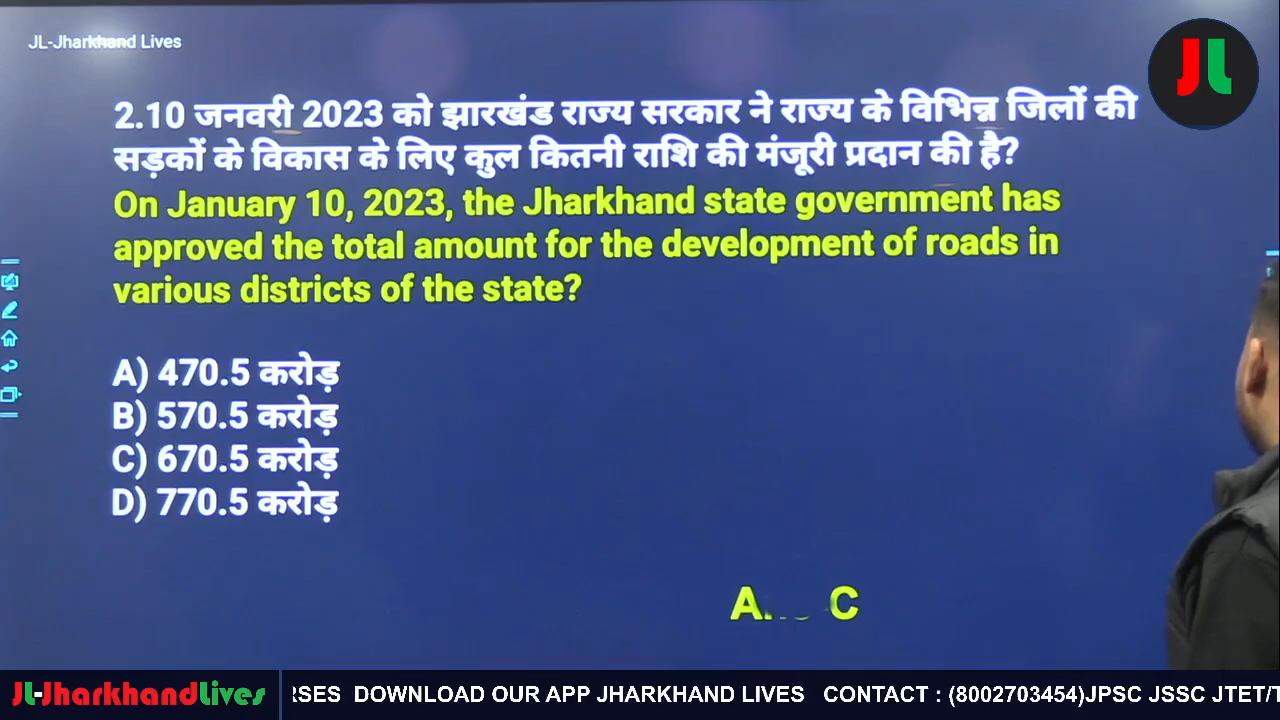 JL-Jharkhand Lives
JL
2.10 जनवरी 2023 को झारखंड राज्य सरकार ने राज्य के विभिन्न जिलों की
सड़कों के विकास के लिए कुल कितनी राशि की मंजूरी प्रदान की है?
On January 10, 2023, the Jharkhand state government has
approved the total amount for the development of roads in
various districts of the state?
A) 470.5 करोड़
B) 570.5 करोड़
C) 670.5 करोड़
D) 770.5 करोड़
C
JL-JharkhandLives
DOWNLOAD OUR APP JHARKHAND LIVES CONTACT : (8002703454)JPSC JSSC JTET/T